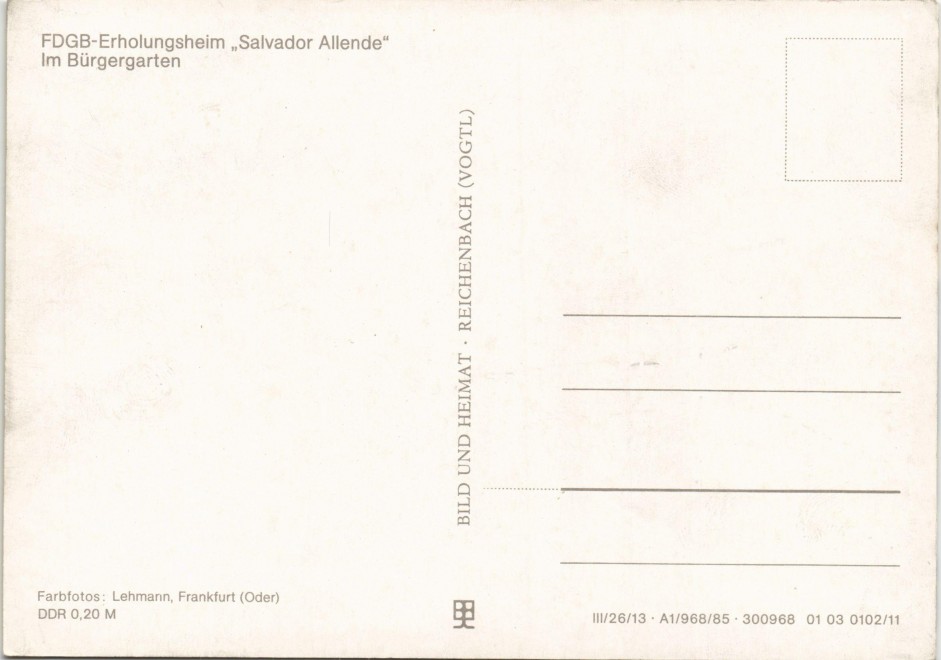 FDGB-Erholungsheim „Salvador Allende“
Im Bürgergarten
BILD UND HEIMAT · REICHENBACH (VOGTL)
Farbfotos: Lehmann, Frankfurt (Oder)
DDR 0,20 M
III/26/13 · A1/968/85 · 300968 01 03 0102/11